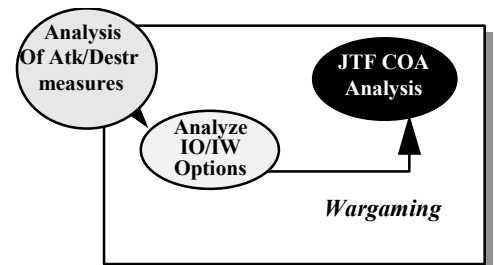 Analysis
Of Atk/Destr
measures
JTF COA
Analysis
Analyze
IO/IW
Options
Wargaming